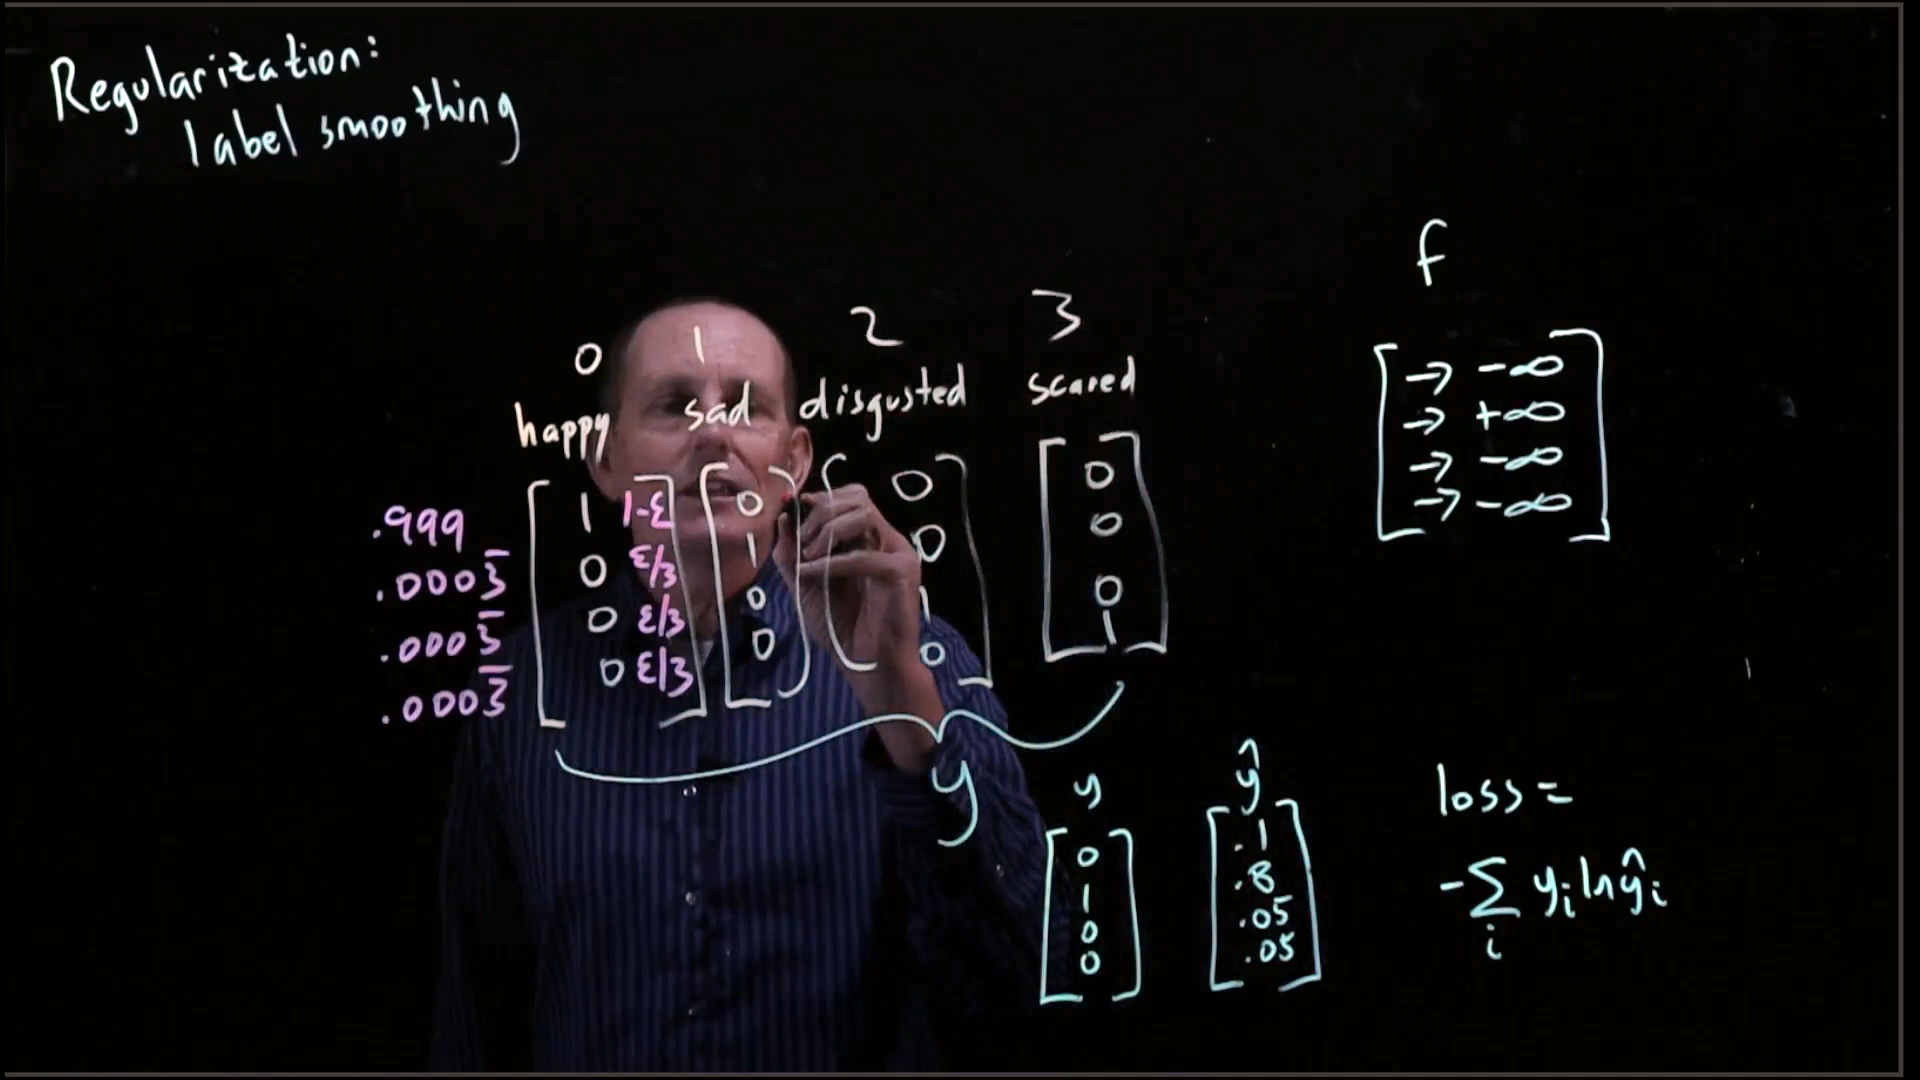 Regularization:
label smoothing
f
0 1 2 3
happy sad disgusted scared
→ -∞
→ +∞
→ -∞
→ -∞
.999 1 1-ε 0 0 0
.0003̅ 0 ε/3 1 0 0
.0003̅ 0 ε/3 0 1 0
.0003̅ 0 ε/3 0 0 1
y
y ŷ
0 .1
1 .8
0 .05
0 .05
loss =
-∑ yᵢ ln ŷᵢ
i